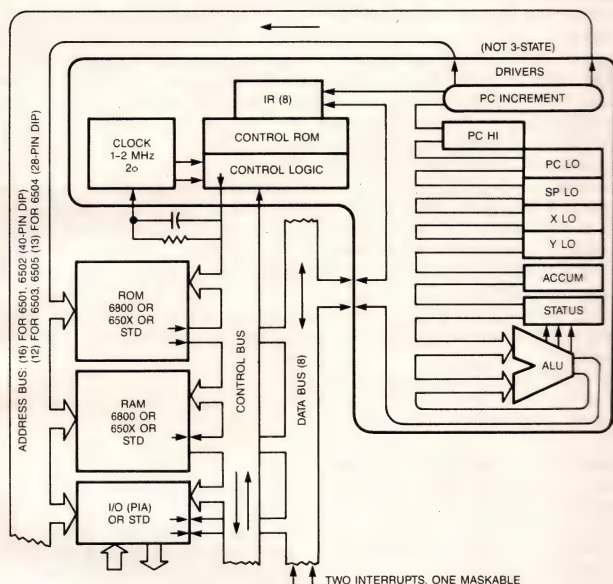 (NOT 3-STATE)
DRIVERS
PC INCREMENT
IR (8)
CONTROL ROM
CONTROL LOGIC
CLOCK
1-2 MHz
2o
PC HI
PC LO
SP LO
X LO
Y LO
ACCUM
STATUS
ALU
ADDRESS BUS: (16) FOR 6501, 6502 (40-PIN DIP)
(12) FOR 6503, 6505 (13) FOR 6504 (28-PIN DIP)
ROM
6800 OR
650X OR
STD
RAM
6800 OR
650X OR
STD
I/O (PIA)
OR STD
CONTROL BUS
DATA BUS (8)
TWO INTERRUPTS, ONE MASKABLE